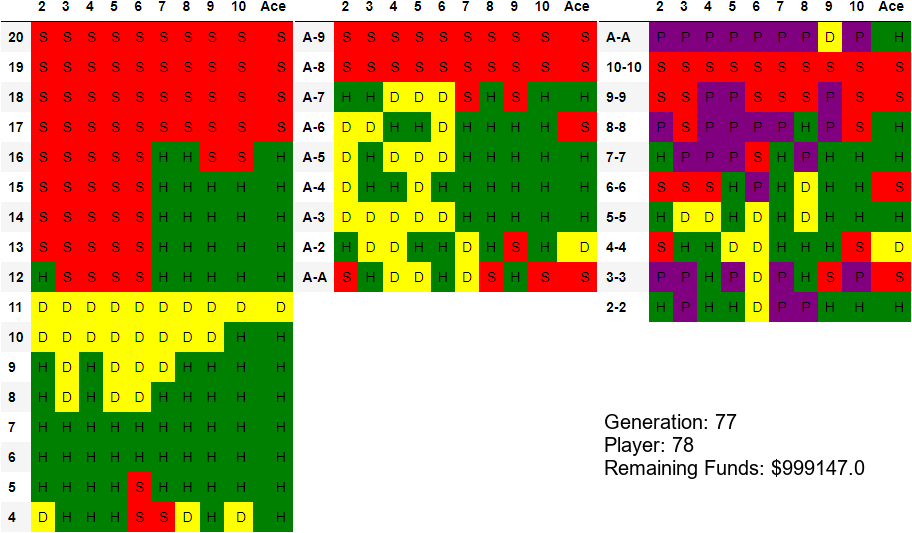 2 3 4 5 6 7 8 9 10 Ace
20 S S S S S S S S S S
19 S S S S S S S S S S
18 S S S S S S S S S S
17 S S S S S S S S S S
16 S S S S S H H S S H
15 S S S S S H H H H H
14 S S S S S H H H H H
13 S S S S S H H H H H
12 H S S S S H H H H H
11 D D D D D D D D D D
10 D D D D D D D D H H
9 H D H D D D H H H H
8 H D H D D H H H H H
7 H H H H H H H H H H
6 H H H H H H H H H H
5 H H H H S H H H H H
4 D H H H S S D H D H
2 3 4 5 6 7 8 9 10 Ace
A-9 S S S S S S S S S S
A-8 S S S S S S S S S S
A-7 H H D D D S H S H H
A-6 D D H H D H H H H S
A-5 D H D D D H H H H H
A-4 D H H D H H H H H H
A-3 D D D D D H H H H H
A-2 H D D H H D H S H D
A-A S H D D H D S H S S
2 3 4 5 6 7 8 9 10 Ace
A-A P P P P P P P D P H
10-10 S S S S S S S S S S
9-9 S S P P S S S P S S
8-8 P S P P P P H P S H
7-7 H P P P S H P H H H
6-6 S S S H P H D H H S
5-5 H D D H D H D H H H
4-4 S H H D D H H H S D
3-3 P P H P D P H S P S
2-2 H P H H D P P H H H
Generation: 77
Player: 78
Remaining Funds: $999147.0